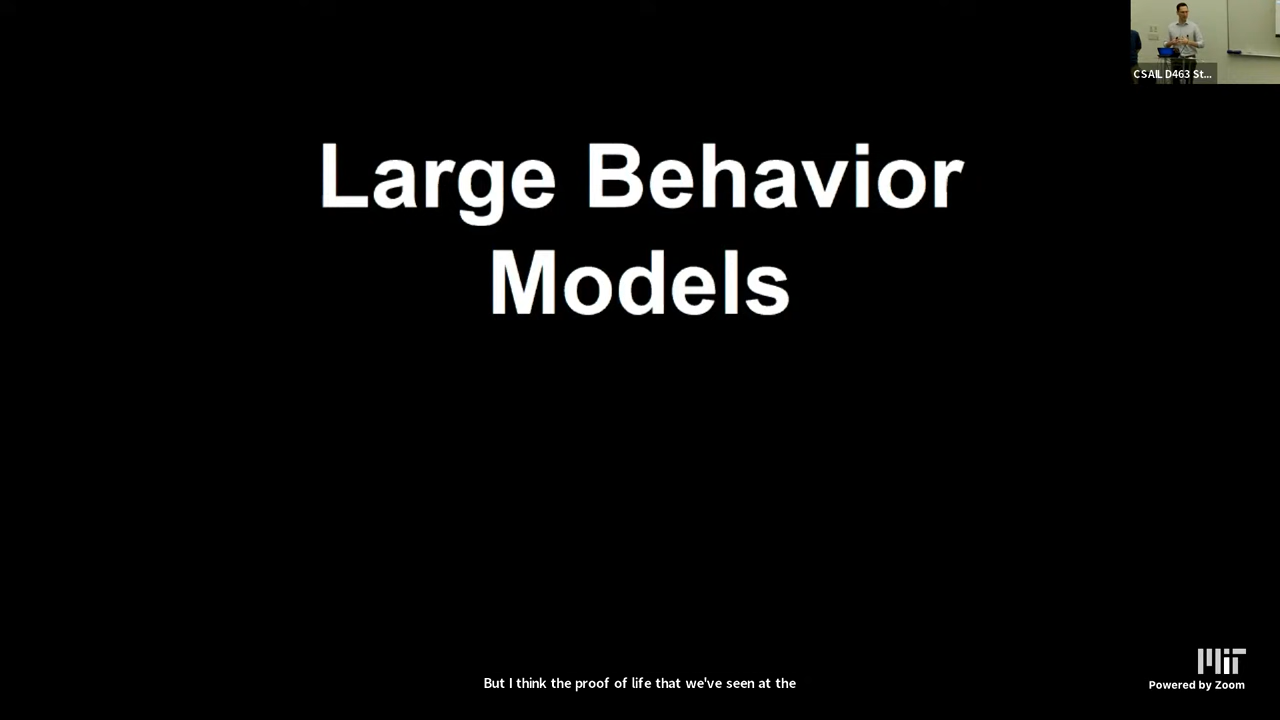 CSAIL D463 St...
Large Behavior
Models
But I think the proof of life that we've seen at the
MIT
Powered by Zoom